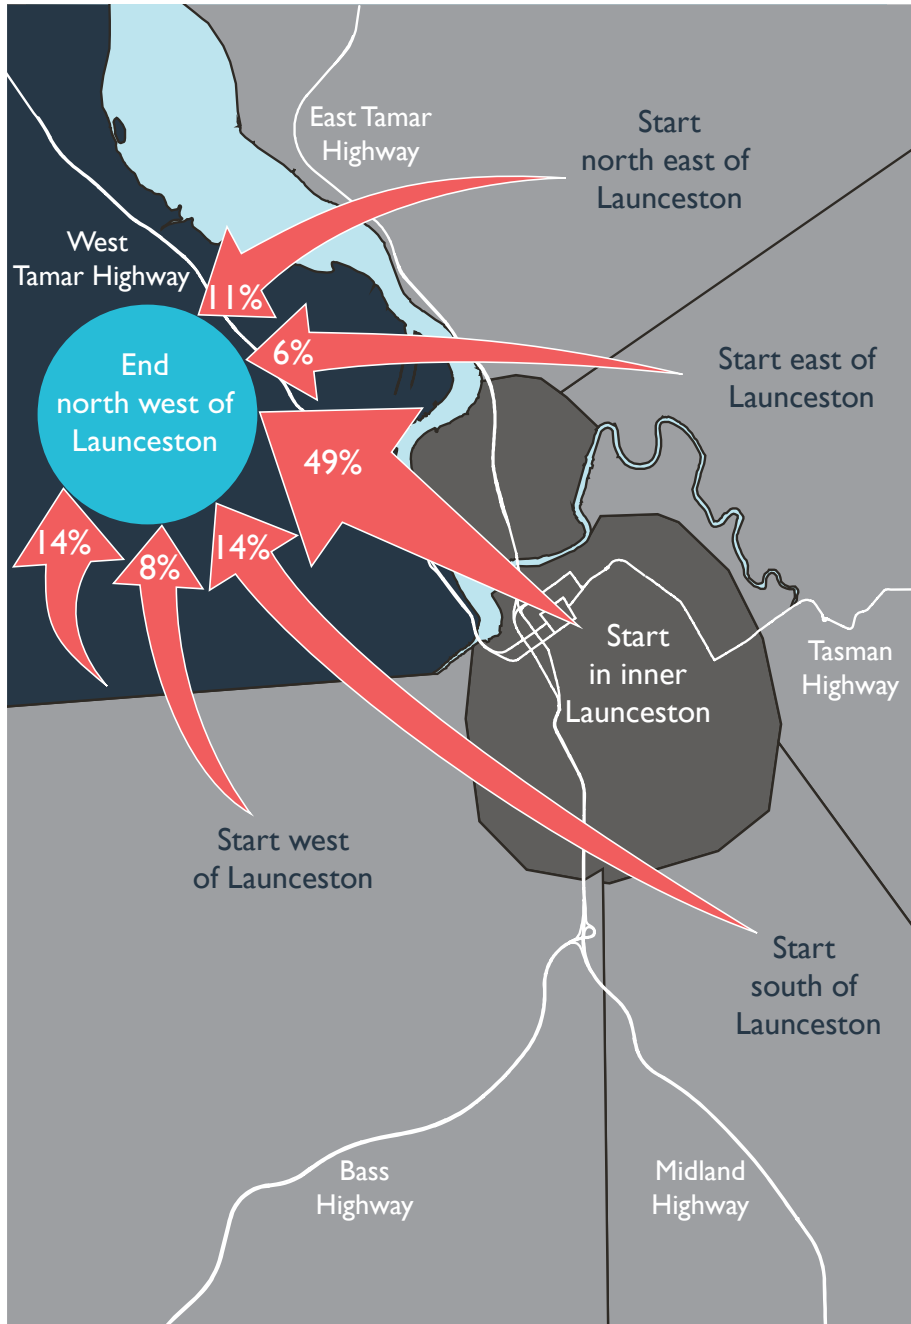 East Tamar
Highway
Start
north east of
Launceston
West
Tamar Highway
11%
End
north west of
Launceston
6%
Start east of
Launceston
49%
14%
8%
14%
Start
in inner
Launceston
Tasman
Highway
Start west
of Launceston
Start
south of
Launceston
Bass
Highway
Midland
Highway